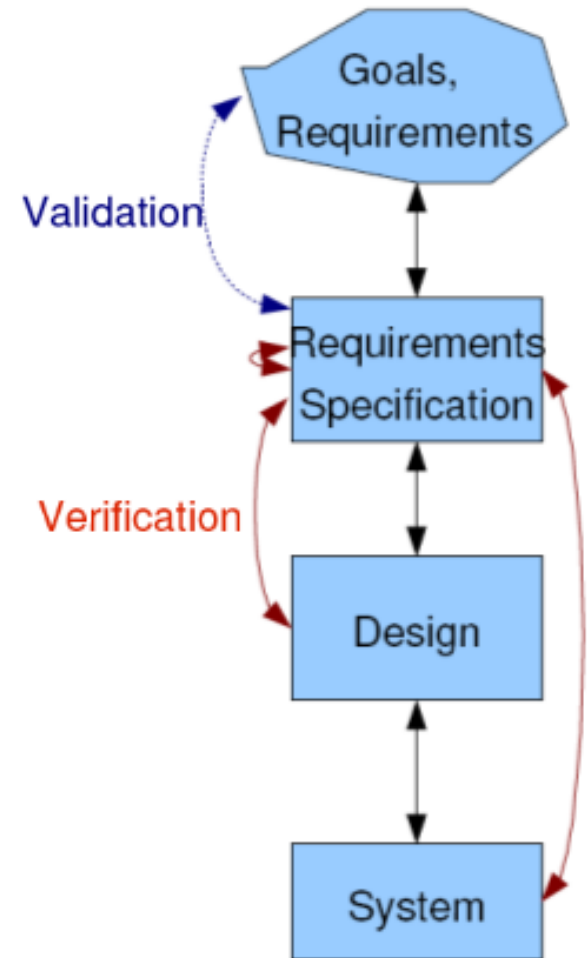 Goals,
Requirements
Validation
Requirements
Specification
Verification
Design
System